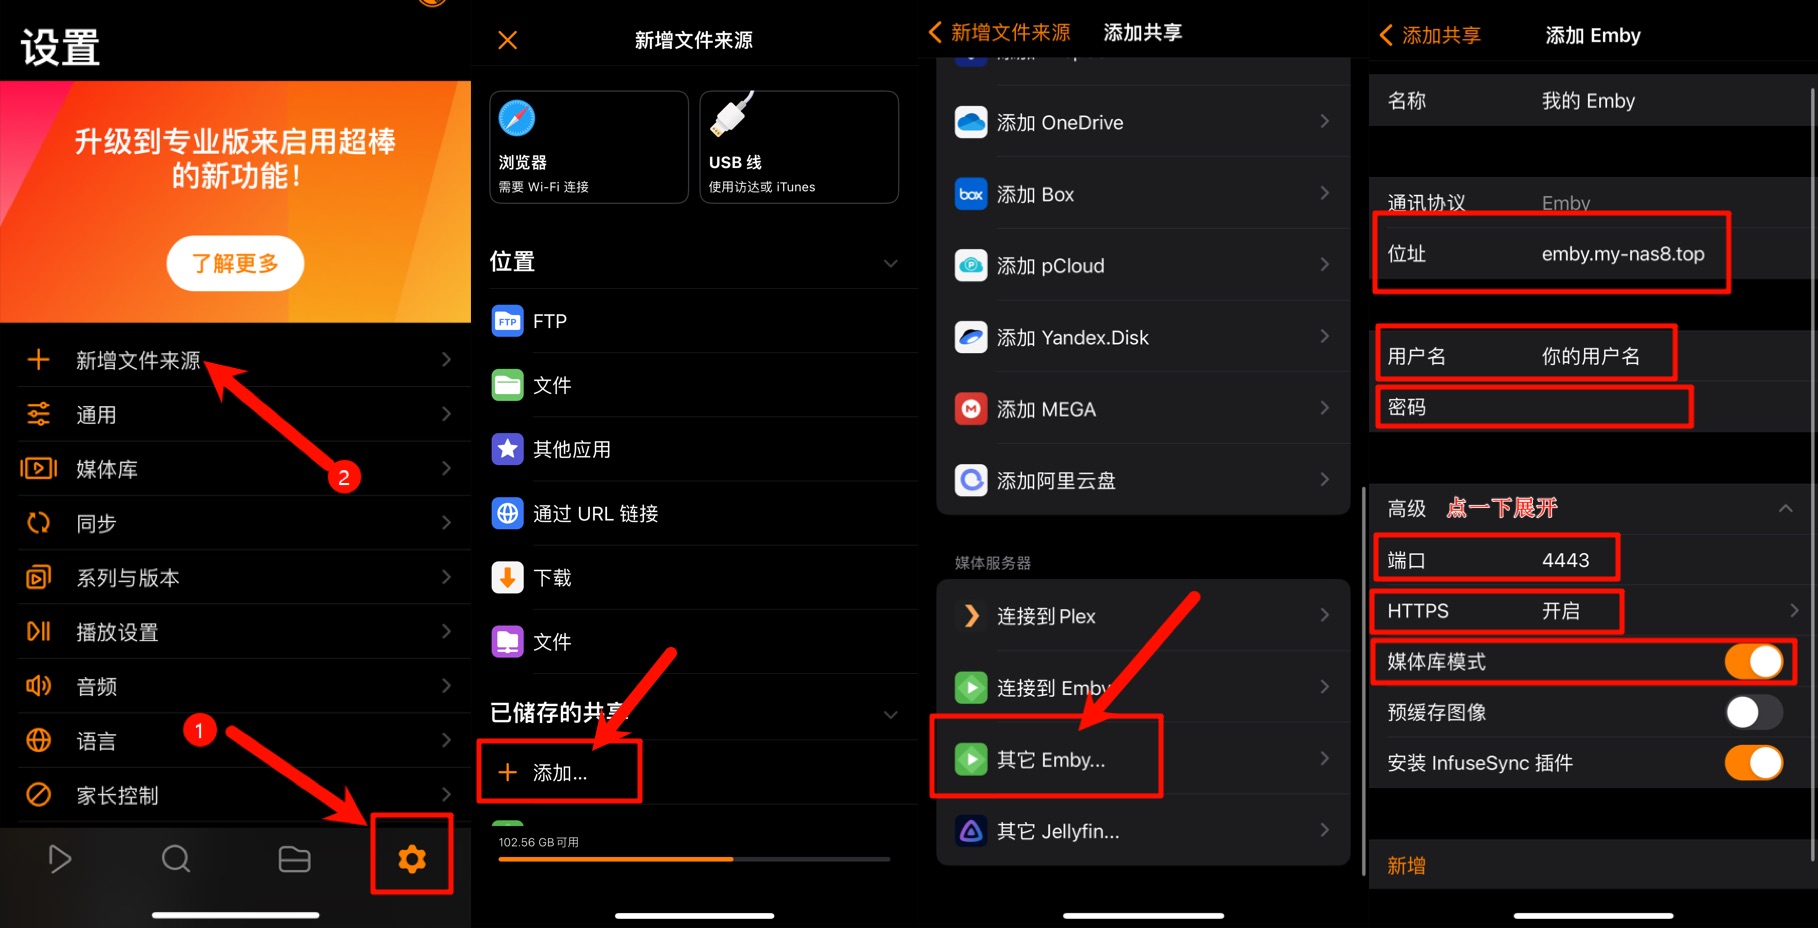 设置
升级到专业版来启用超棒
的新功能！
了解更多
新增文件来源
通用
2
媒体库
同步
系列与版本
播放设置
音频
1
语言
家长控制
新增文件来源
浏览器
需要 Wi-Fi 连接
USB 线
使用访达或 iTunes
位置
FTP
FTP
文件
其他应用
通过 URL 链接
下载
文件
已储存的共享
添加...
102.56 GB 可用
新增文件来源
添加共享
添加 OneDrive
box
添加 Box
添加 pCloud
添加 Yandex.Disk
添加 MEGA
添加阿里云盘
媒体服务器
连接到 Plex
连接到 Emby
其它 Emby...
其它 Jellyfin...
添加共享
添加 Emby
名称 我的 Emby
通讯协议 Emby
位址 emby.my-nas8.top
用户名 你的用户名
密码
高级 点一下展开
端口 4443
HTTPS 开启
媒体库模式
预缓存图像
安装 InfuseSync 插件
新增